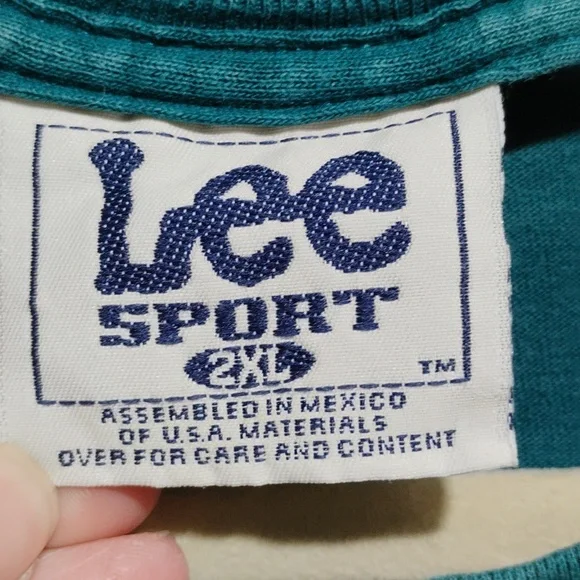 Lee
SPORT
2XL
TM
ASSEMBLED IN MEXICO
OF U.S.A. MATERIALS
OVER FOR CARE AND CONTENT